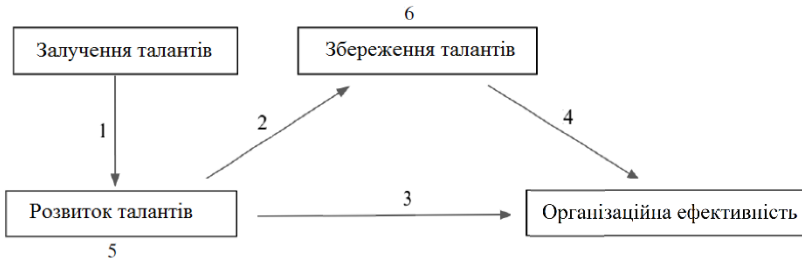 6
Залучення талантів
Збереження талантів
1
2
4
Розвиток талантів
3
Організаційна ефективність
5